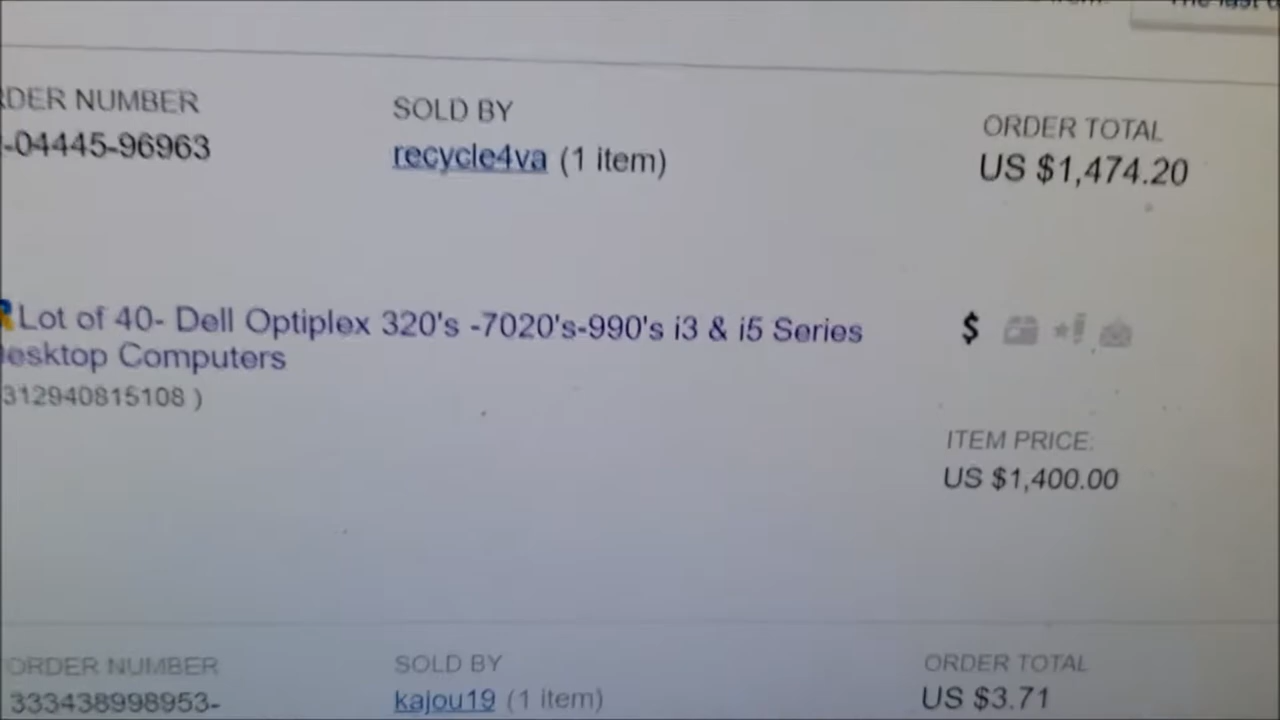 RDER NUMBER
-04445-96963
SOLD BY
recycle4va (1 item)
ORDER TOTAL
US $1,474.20
Lot of 40- Dell Optiplex 320's -7020's-990's i3 & i5 Series
esktop Computers
312940815108 )
$
ITEM PRICE:
US $1,400.00
ORDER NUMBER
333438998953-
SOLD BY
kajou19 (1 item)
ORDER TOTAL
US $3.71